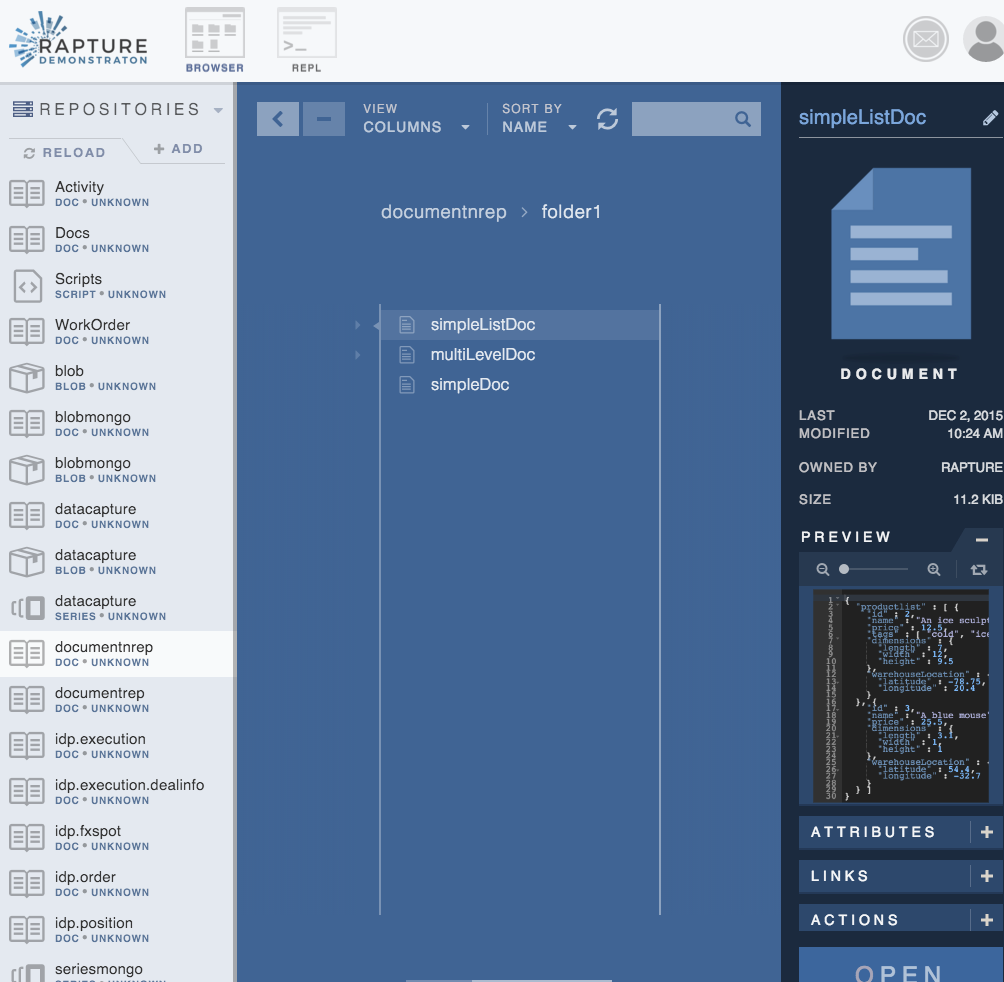 RAPTURE
DEMONSTRATON
BROWSER
>_
REPL
REPOSITORIES
RELOAD
+ ADD
Activity
DOC • UNKNOWN
Docs
DOC • UNKNOWN
Scripts
SCRIPT • UNKNOWN
WorkOrder
DOC • UNKNOWN
blob
BLOB • UNKNOWN
blobmongo
DOC • UNKNOWN
blobmongo
BLOB • UNKNOWN
datacapture
DOC • UNKNOWN
datacapture
BLOB • UNKNOWN
datacapture
SERIES • UNKNOWN
documentnrep
DOC • UNKNOWN
documentrep
DOC • UNKNOWN
idp.execution
DOC • UNKNOWN
idp.execution.dealinfo
DOC • UNKNOWN
idp.fxspot
DOC • UNKNOWN
idp.order
DOC • UNKNOWN
idp.position
DOC • UNKNOWN
seriesmongo
SERIES • UNKNOWN
VIEW
COLUMNS
SORT BY
NAME
documentnrep > folder1
simpleListDoc
multiLevelDoc
simpleDoc
simpleListDoc
DOCUMENT
LAST MODIFIED
DEC 2, 2015 10:24 AM
OWNED BY RAPTURE
SIZE 11.2 KIB
PREVIEW
1 {
2 "productlist" : [ {
3 "id" : 2,
4 "name" : "An ice sculpt
5 "price" : 12.5,
6 "tags" : [ "cold", "ice
7 "dimensions" : {
8 "length" : 7,
9 "width" : 12,
10 "height" : 9.5
11 },
12 "warehouseLocation" :
13 "latitude" : -78.75,
14 "longitude" : 20.4
15 }
16 }, {
17 "id" : 3,
18 "name" : "A blue mouse"
19 "price" : 25.5,
20 "dimensions" : {
21 "length" : 3.1,
22 "width" : 1,
23 "height" : 1
24 },
25 "warehouseLocation" :
26 "latitude" : 54.4,
27 "longitude" : -32.7
28 }
29 } ]
30 }
ATTRIBUTES +
LINKS +
ACTIONS +
OPEN